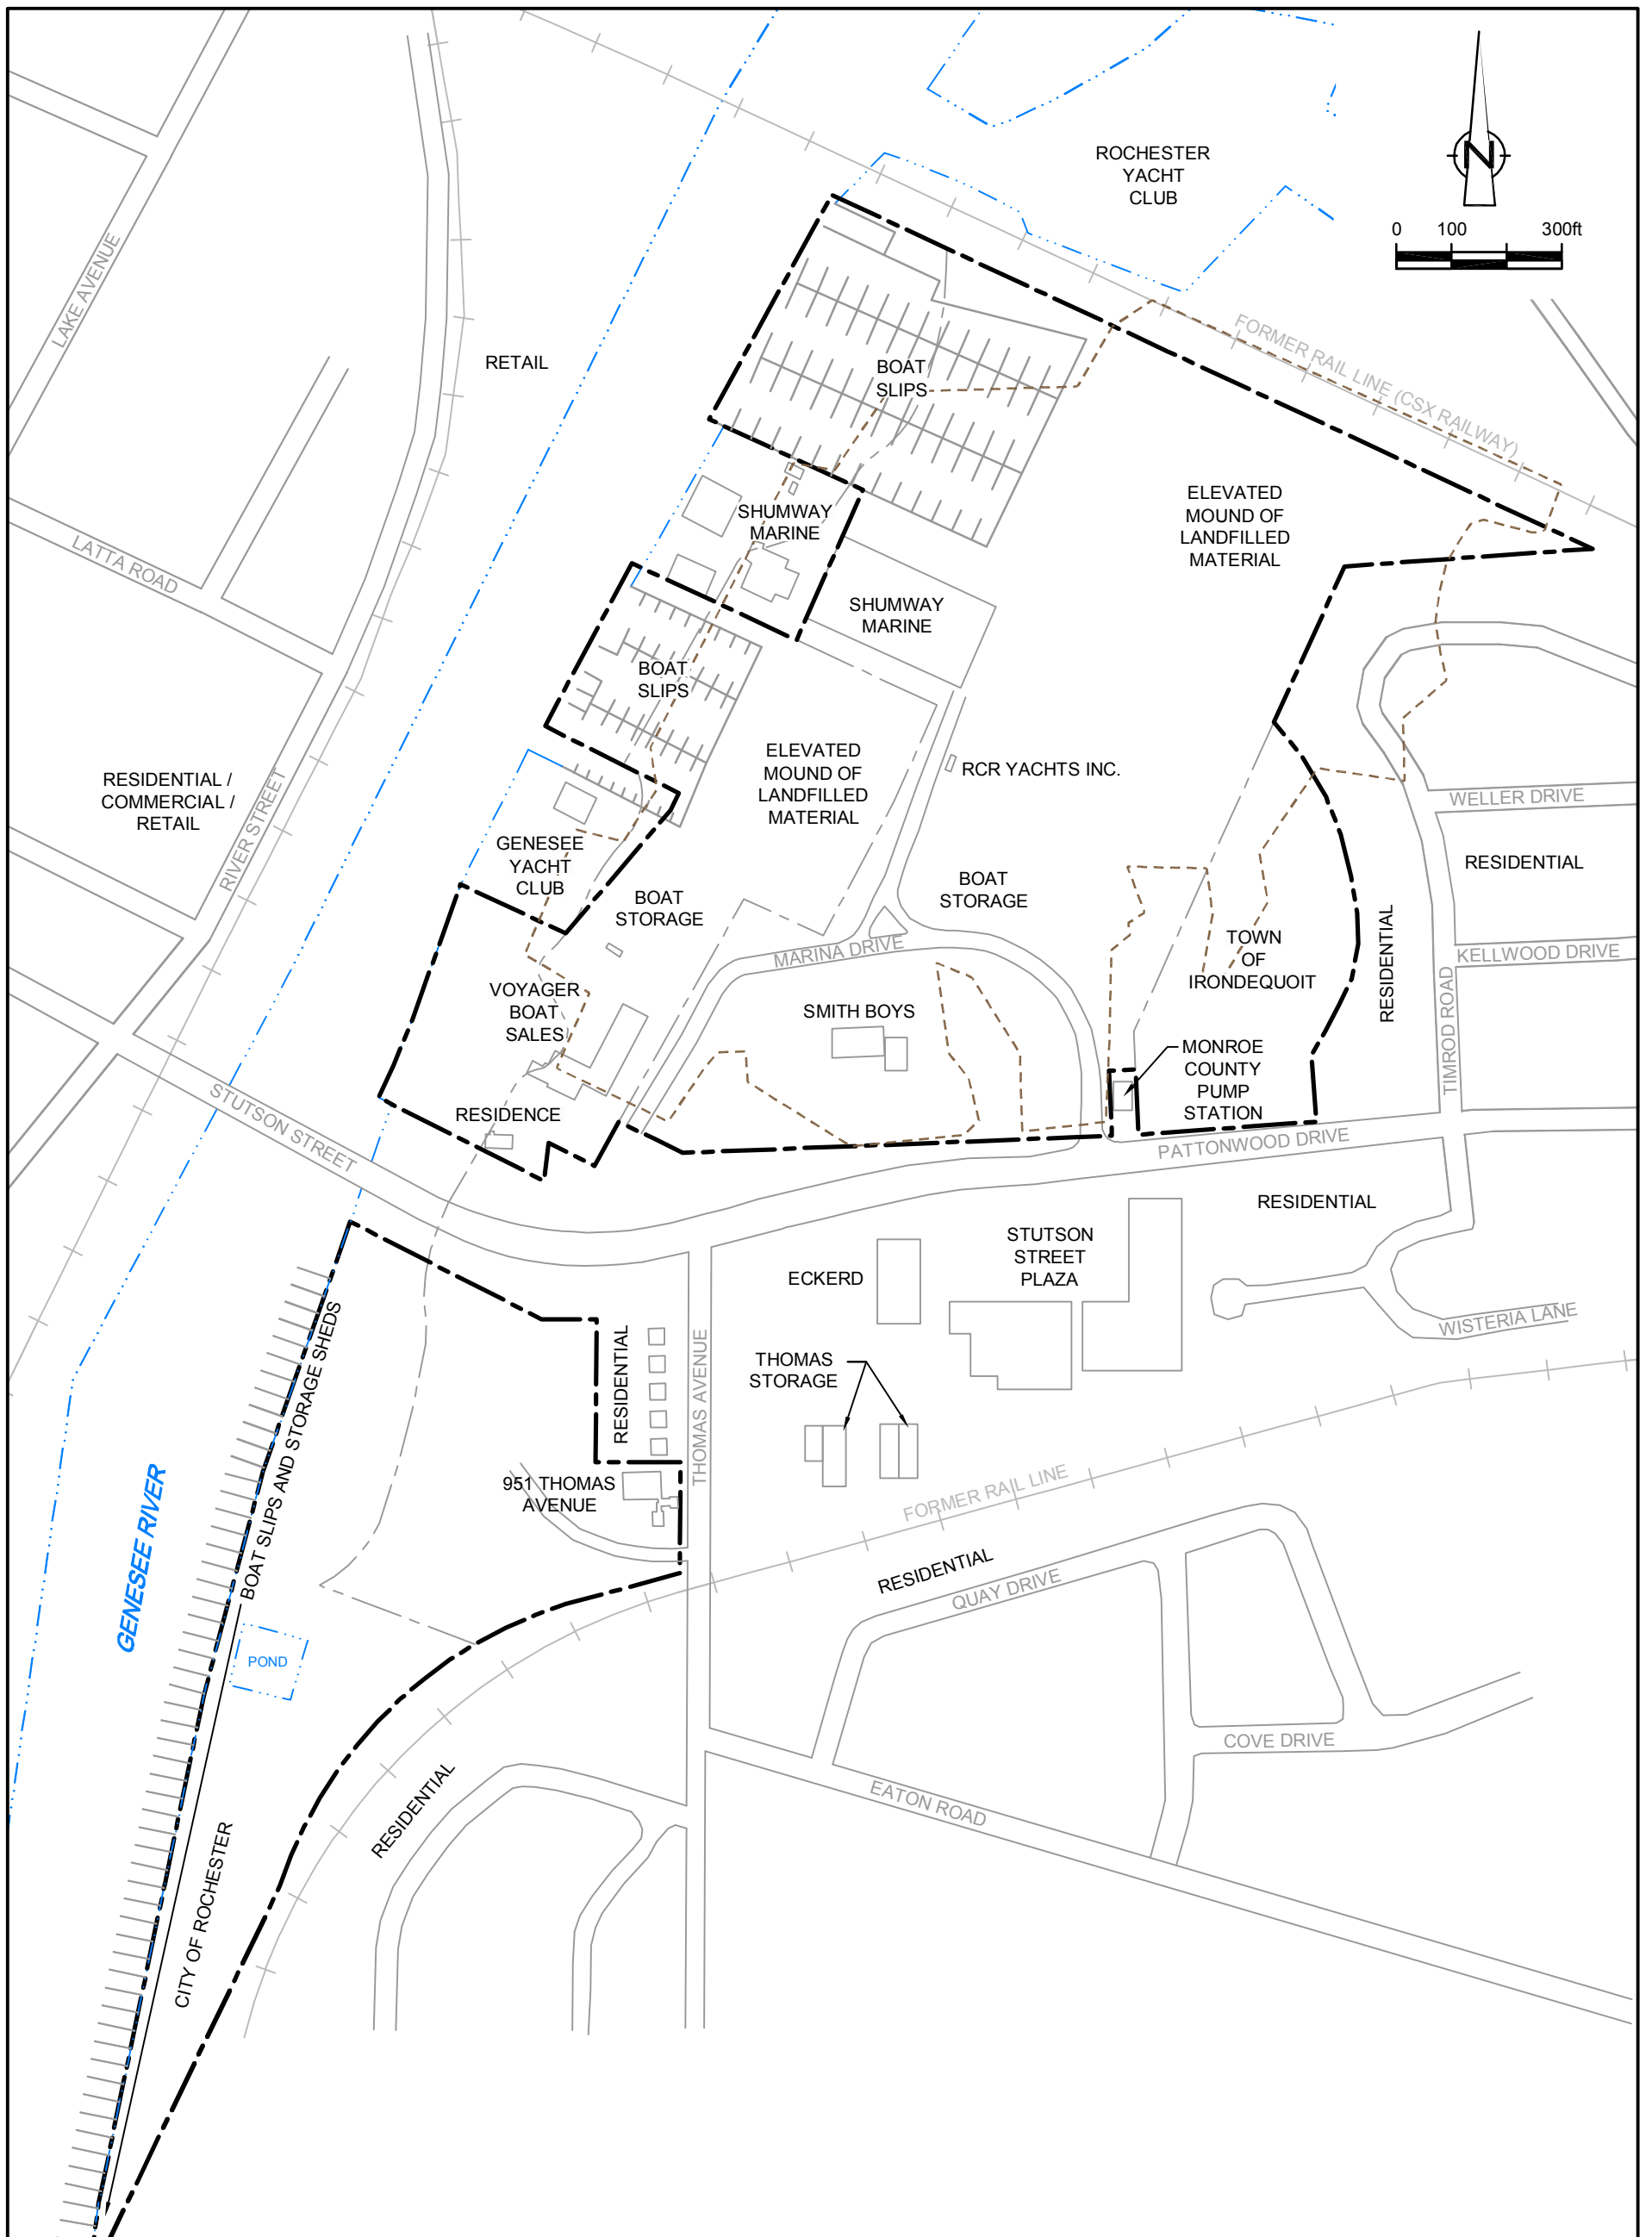 ROCHESTER
YACHT
CLUB
N
0 100 300ft
LAKE AVENUE
RETAIL
FORMER RAIL LINE (CSX RAILWAY)
BOAT
SLIPS
ELEVATED
MOUND OF
LANDFILLED
MATERIAL
SHUMWAY
MARINE
LATTA ROAD
SHUMWAY
MARINE
BOAT
SLIPS
ELEVATED
MOUND OF
LANDFILLED
MATERIAL
RCR YACHTS INC.
RESIDENTIAL /
COMMERCIAL /
RETAIL
RIVER STREET
WELLER DRIVE
GENESEE
YACHT
CLUB
RESIDENTIAL
BOAT
STORAGE
BOAT
STORAGE
MARINA DRIVE
TOWN
OF
IRONDEQUOIT
RESIDENTIAL
KELLWOOD DRIVE
VOYAGER
BOAT
SALES
SMITH BOYS
TIMROD ROAD
MONROE
COUNTY
PUMP
STATION
RESIDENCE
STUTSON STREET
PATTONWOOD DRIVE
RESIDENTIAL
STUTSON
STREET
PLAZA
ECKERD
WISTERIA LANE
BOAT SLIPS AND STORAGE SHEDS
RESIDENTIAL
THOMAS AVENUE
THOMAS
STORAGE
951 THOMAS
AVENUE
FORMER RAIL LINE
GENESEE RIVER
RESIDENTIAL
QUAY DRIVE
POND
COVE DRIVE
RESIDENTIAL
EATON ROAD
CITY OF ROCHESTER